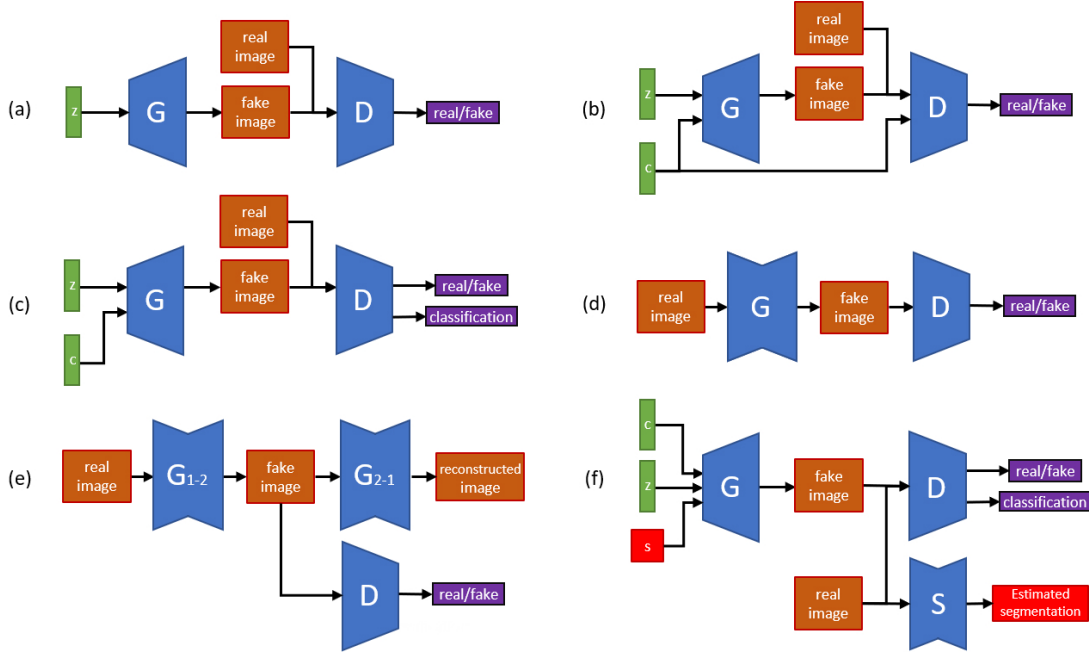 (a)
z
G
real
image
fake
image
D
real/fake
(b)
z
c
G
real
image
fake
image
D
real/fake
(c)
z
c
G
real
image
fake
image
D
real/fake
classification
(d)
real
image
G
fake
image
D
real/fake
(e)
real
image
G1-2
fake
image
G2-1
reconstructed
image
D
real/fake
(f)
c
z
s
G
fake
image
real
image
D
real/fake
classification
S
Estimated
segmentation